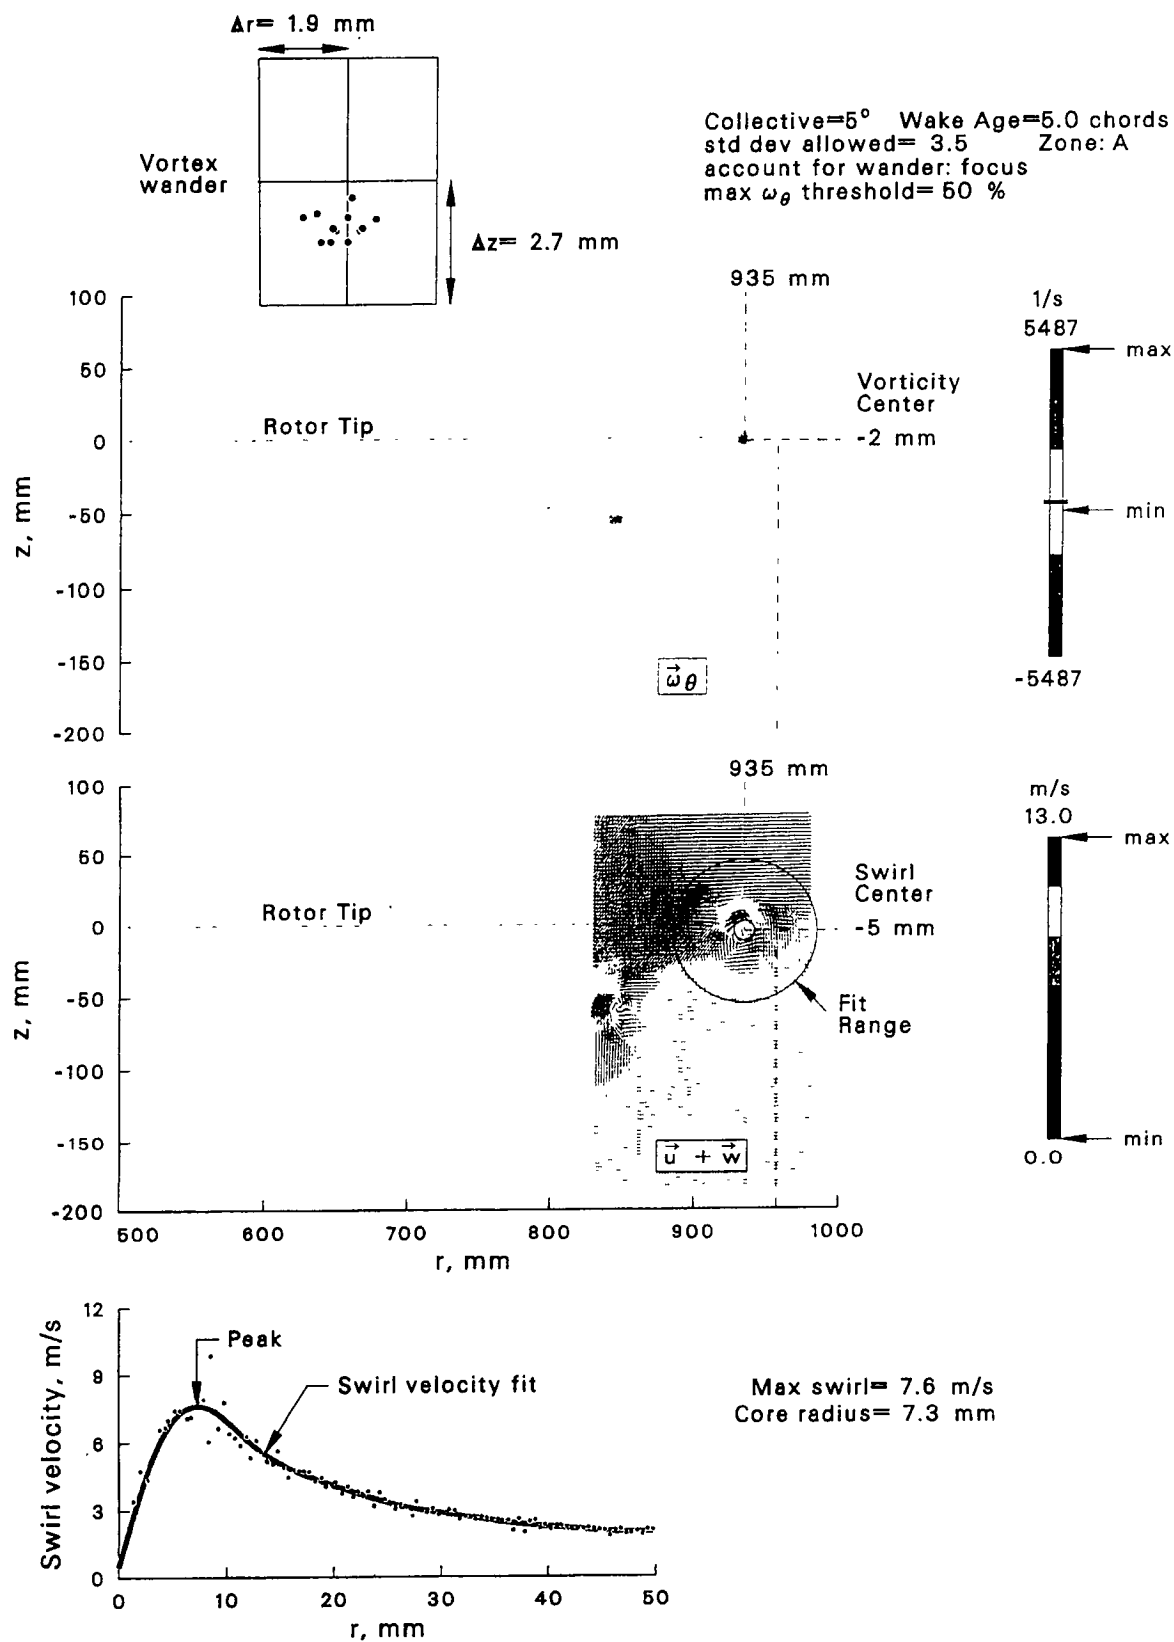 Δr= 1.9 mm
Vortex
wander
Δz= 2.7 mm
Collective=5° Wake Age=5.0 chords
std dev allowed= 3.5 Zone: A
account for wander: focus
max ωθ threshold= 50 %
935 mm
100
50
0
-50
-100
-150
-200
z, mm
Rotor Tip
Vorticity
Center
-2 mm
ωθ
1/s
5487
max
min
-5487
935 mm
100
50
0
-50
-100
-150
-200
z, mm
Rotor Tip
Swirl
Center
-5 mm
Fit
Range
u + w
m/s
13.0
max
min
0.0
500 600 700 800 900 1000
r, mm
12
9
6
3
0
Swirl velocity, m/s
Peak
Swirl velocity fit
Max swirl= 7.6 m/s
Core radius= 7.3 mm
0 10 20 30 40 50
r, mm